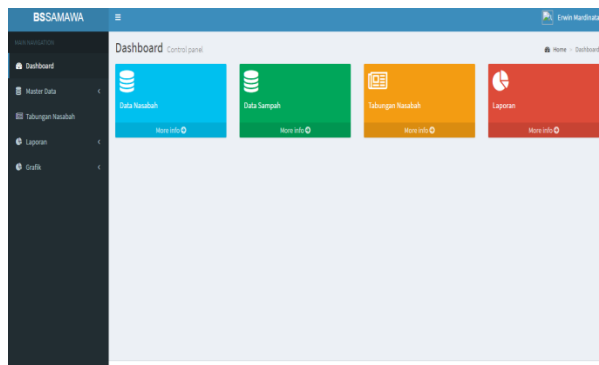 BSSAMAWA
Erwin Mardinata
MAIN NAVIGATION
Dashboard
Master Data
Tabungan Nasabah
Laporan
Grafik
Dashboard Control panel
Home > Dashboard
Data Nasabah
More info
Data Sampah
More info
Tabungan Nasabah
More info
Laporan
More info